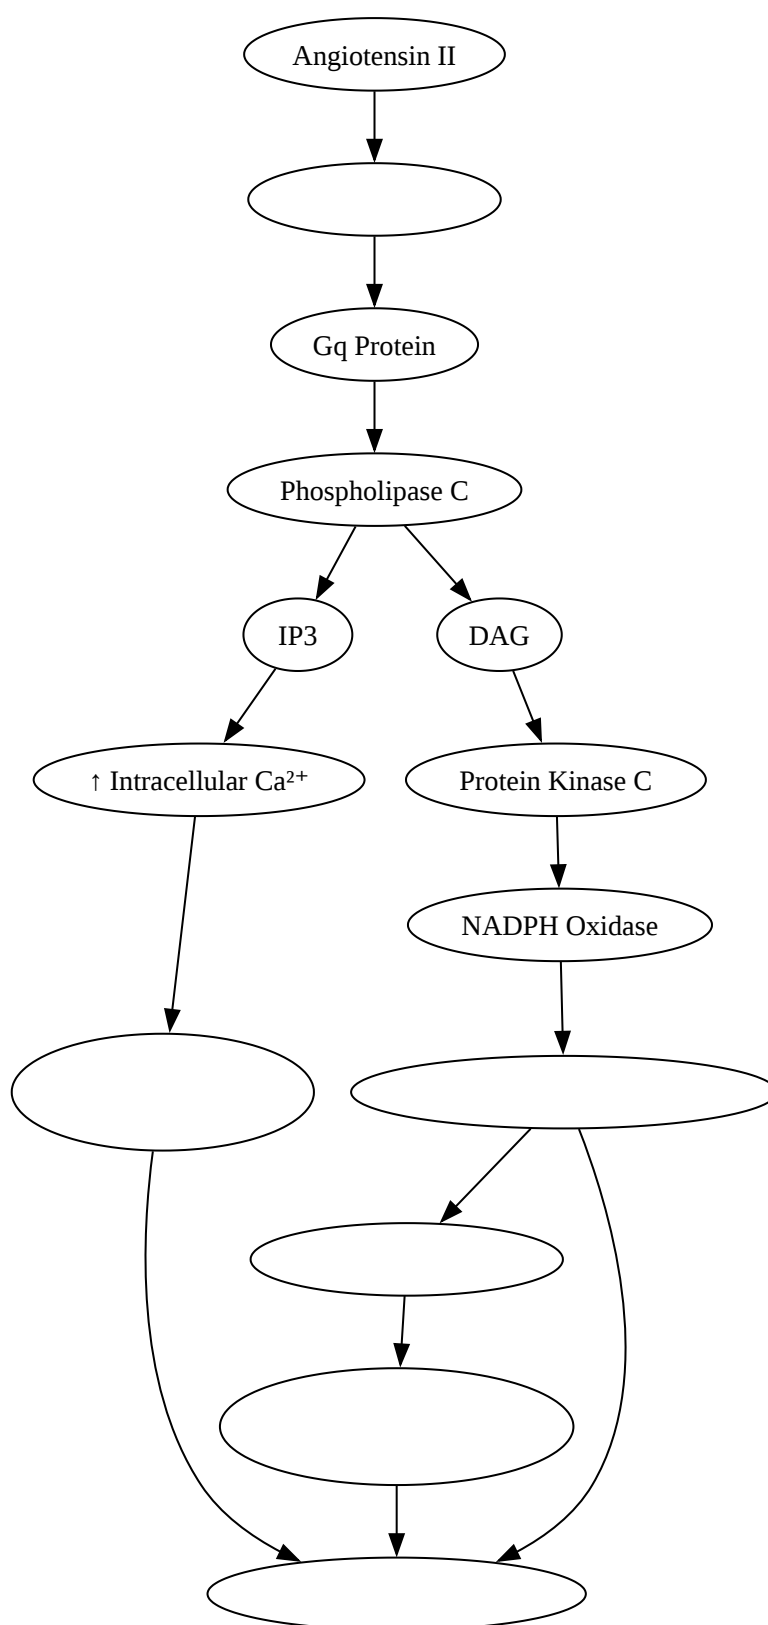 Angiotensin II
Gq Protein
Phospholipase C
IP3
DAG
↑ Intracellular Ca²⁺
Protein Kinase C
NADPH Oxidase